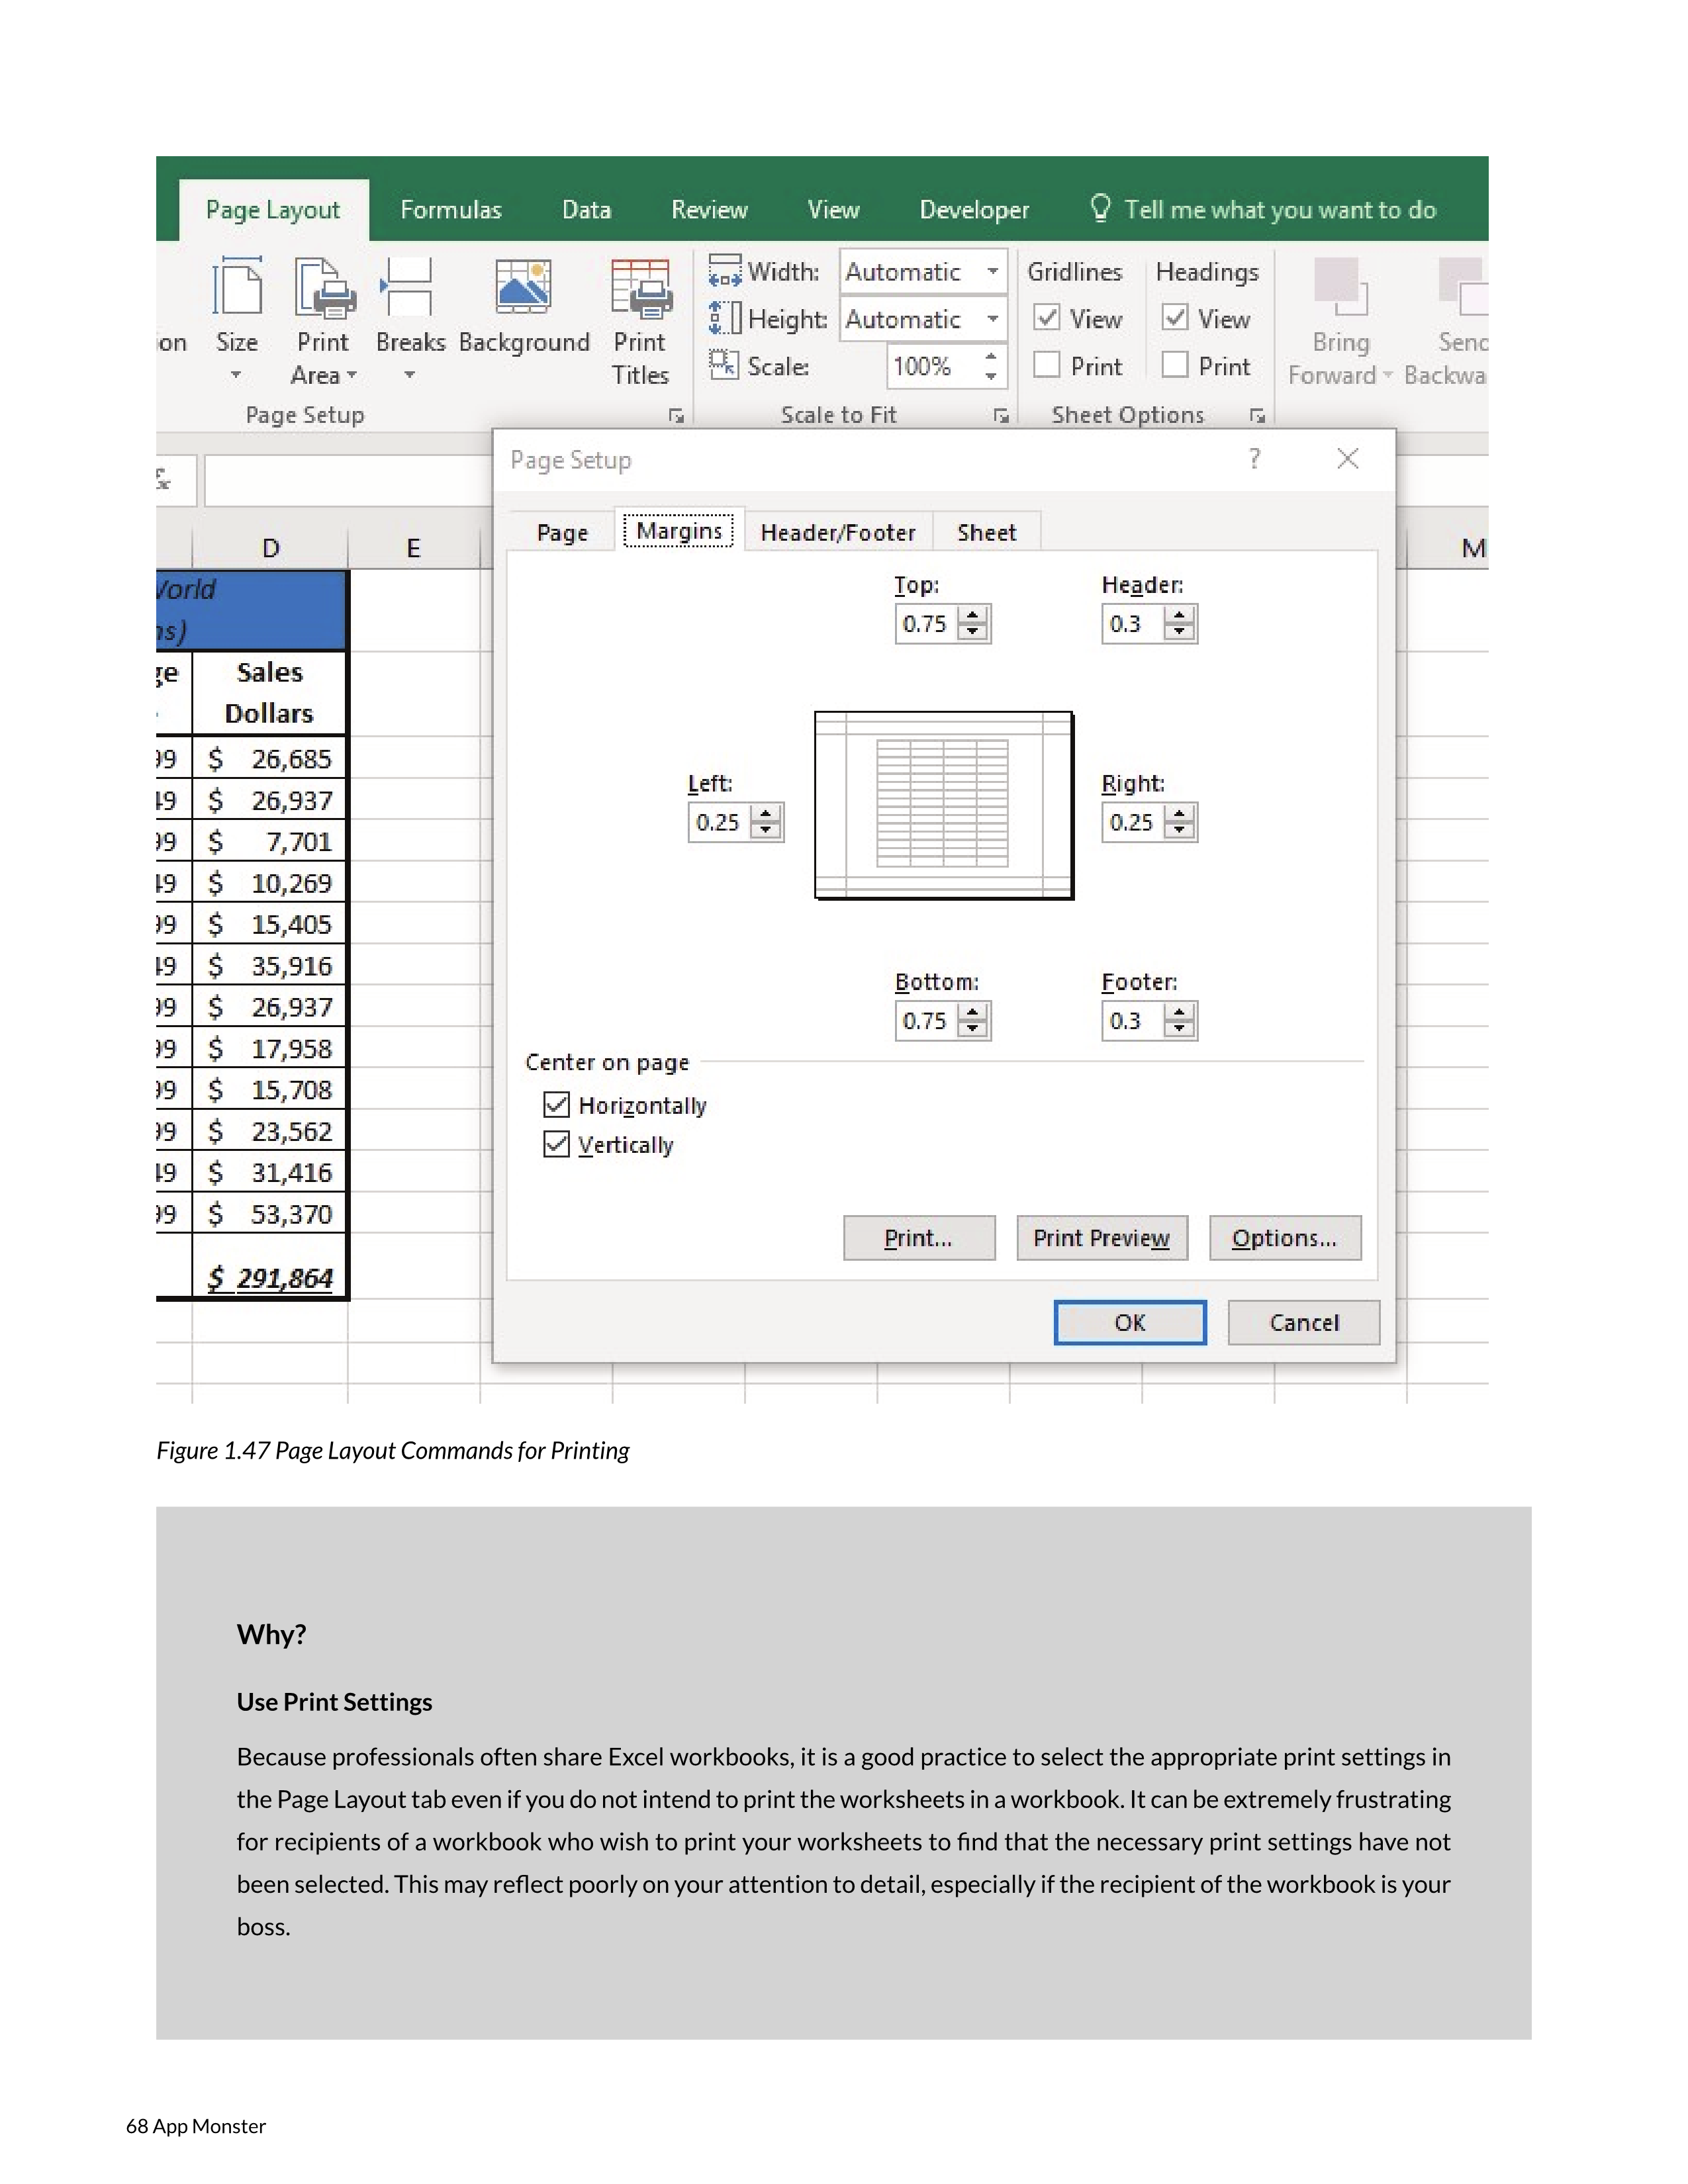 Page Layout Formulas Data Review View Developer Tell me what you want to do
Width: Automatic Gridlines Headings
Height: Automatic View View
Size Print Breaks Background Print Bring
Area Titles Scale: 100% Print Print Forward
Page Setup Scale to Fit Sheet Options
Page Setup ?
Page Margins Header/Footer Sheet
D E M
Top: Header:
0.75 0.3
Left: Right:
0.25 0.25
Bottom: Footer:
0.75 0.3
Center on page
Horizontally
Vertically
Print... Print Preview Options...
OK Cancel
Sales
Dollars
99 $ 26,685
49 $ 26,937
99 $ 7,701
49 $ 10,269
99 $ 15,405
49 $ 35,916
99 $ 26,937
99 $ 17,958
99 $ 15,708
99 $ 23,562
49 $ 31,416
99 $ 53,370
$ 291,864
Figure 1.47 Page Layout Commands for Printing
Why?
Use Print Settings
Because professionals often share Excel workbooks, it is a good practice to select the appropriate print settings in
the Page Layout tab even if you do not intend to print the worksheets in a workbook. It can be extremely frustrating
for recipients of a workbook who wish to print your worksheets to find that the necessary print settings have not
been selected. This may reflect poorly on your attention to detail, especially if the recipient of the workbook is your
boss.
68 App Monster